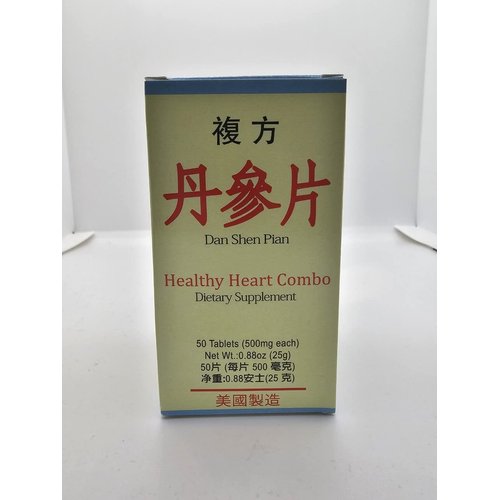 複方
丹參片
Dan Shen Pian
Healthy Heart Combo
Dietary Supplement
50 Tablets (500mg each)
Net Wt.:0.88oz (25g)
50片 (每片 500 毫克)
净重:0.88安士(25 克)
美國製造